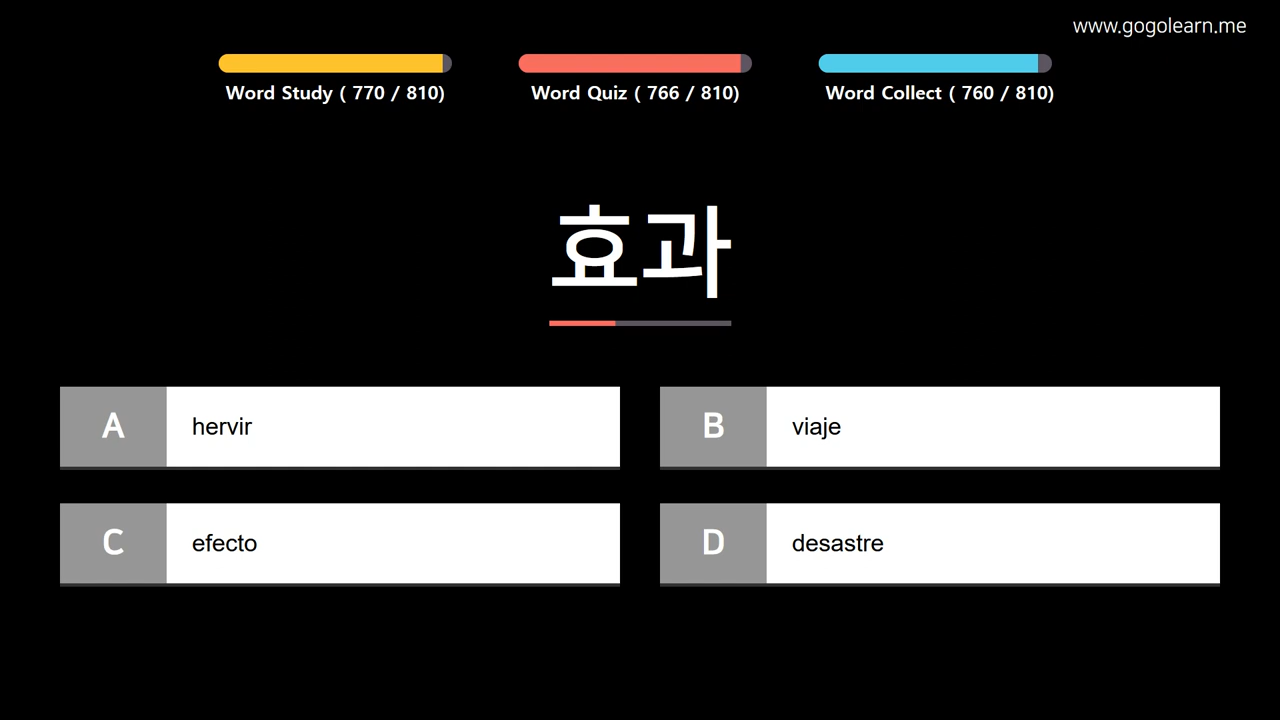 www.gogolearn.me
Word Study ( 770 / 810)
Word Quiz ( 766 / 810)
Word Collect ( 760 / 810)
효과
A hervir
B viaje
C efecto
D desastre